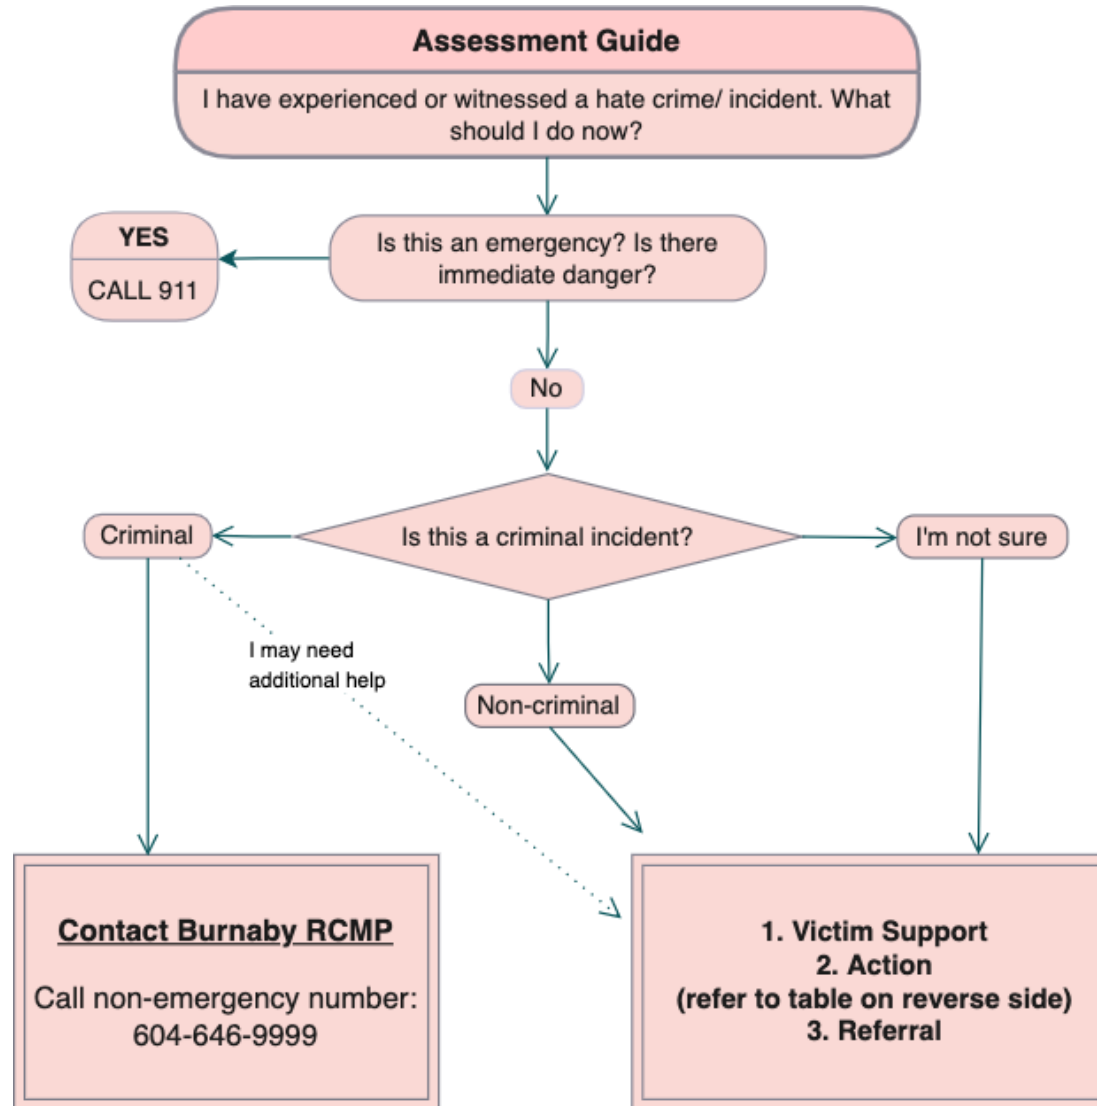 Assessment Guide
I have experienced or witnessed a hate crime/ incident. What
should I do now?
YES
CALL 911
Is this an emergency? Is there
immediate danger?
No
Criminal
Is this a criminal incident?
I'm not sure
I may need
additional help
Non-criminal
Contact Burnaby RCMP
Call non-emergency number:
604-646-9999
1. Victim Support
2. Action
(refer to table on reverse side)
3. Referral